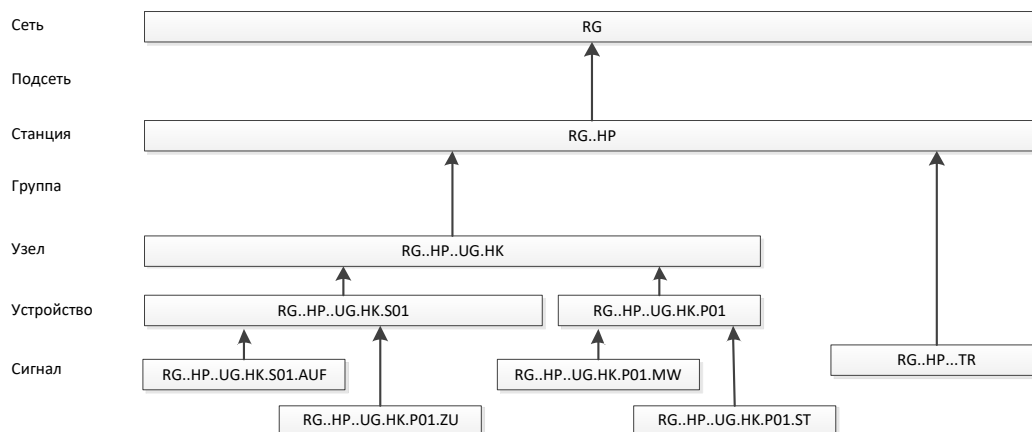 Сеть
RG
Подсеть
Станция
RG..HP
Группа
Узел
RG..HP..UG.HK
Устройство
RG..HP..UG.HK.S01
RG..HP..UG.HK.P01
Сигнал
RG..HP..UG.HK.S01.AUF
RG..HP..UG.HK.P01.MW
RG..HP...TR
RG..HP..UG.HK.P01.ZU
RG..HP..UG.HK.P01.ST